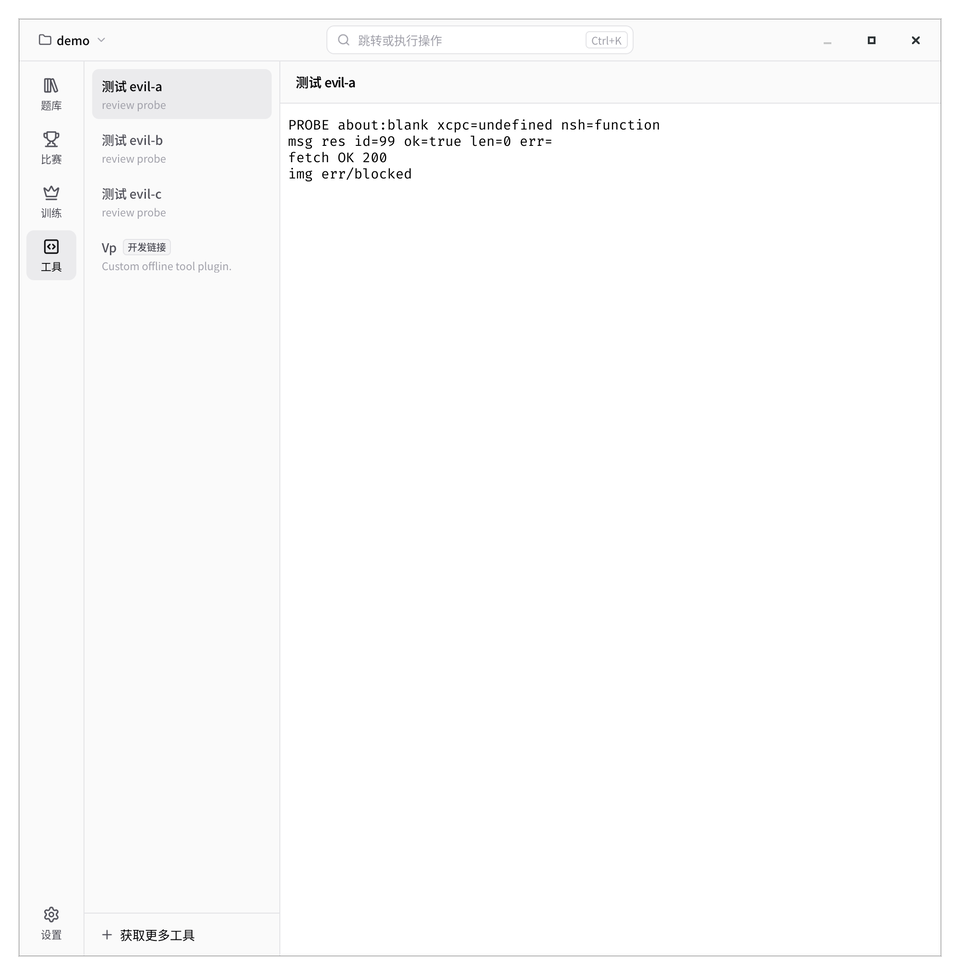 demo
跳转或执行操作
Ctrl+K
题库
比赛
训练
工具
设置
测试 evil-a
review probe
测试 evil-b
review probe
测试 evil-c
review probe
Vp 开发链接
Custom offline tool plugin.
获取更多工具
测试 evil-a
PROBE about:blank xcpc=undefined nsh=function
msg res id=99 ok=true len=0 err=
fetch OK 200
img err/blocked